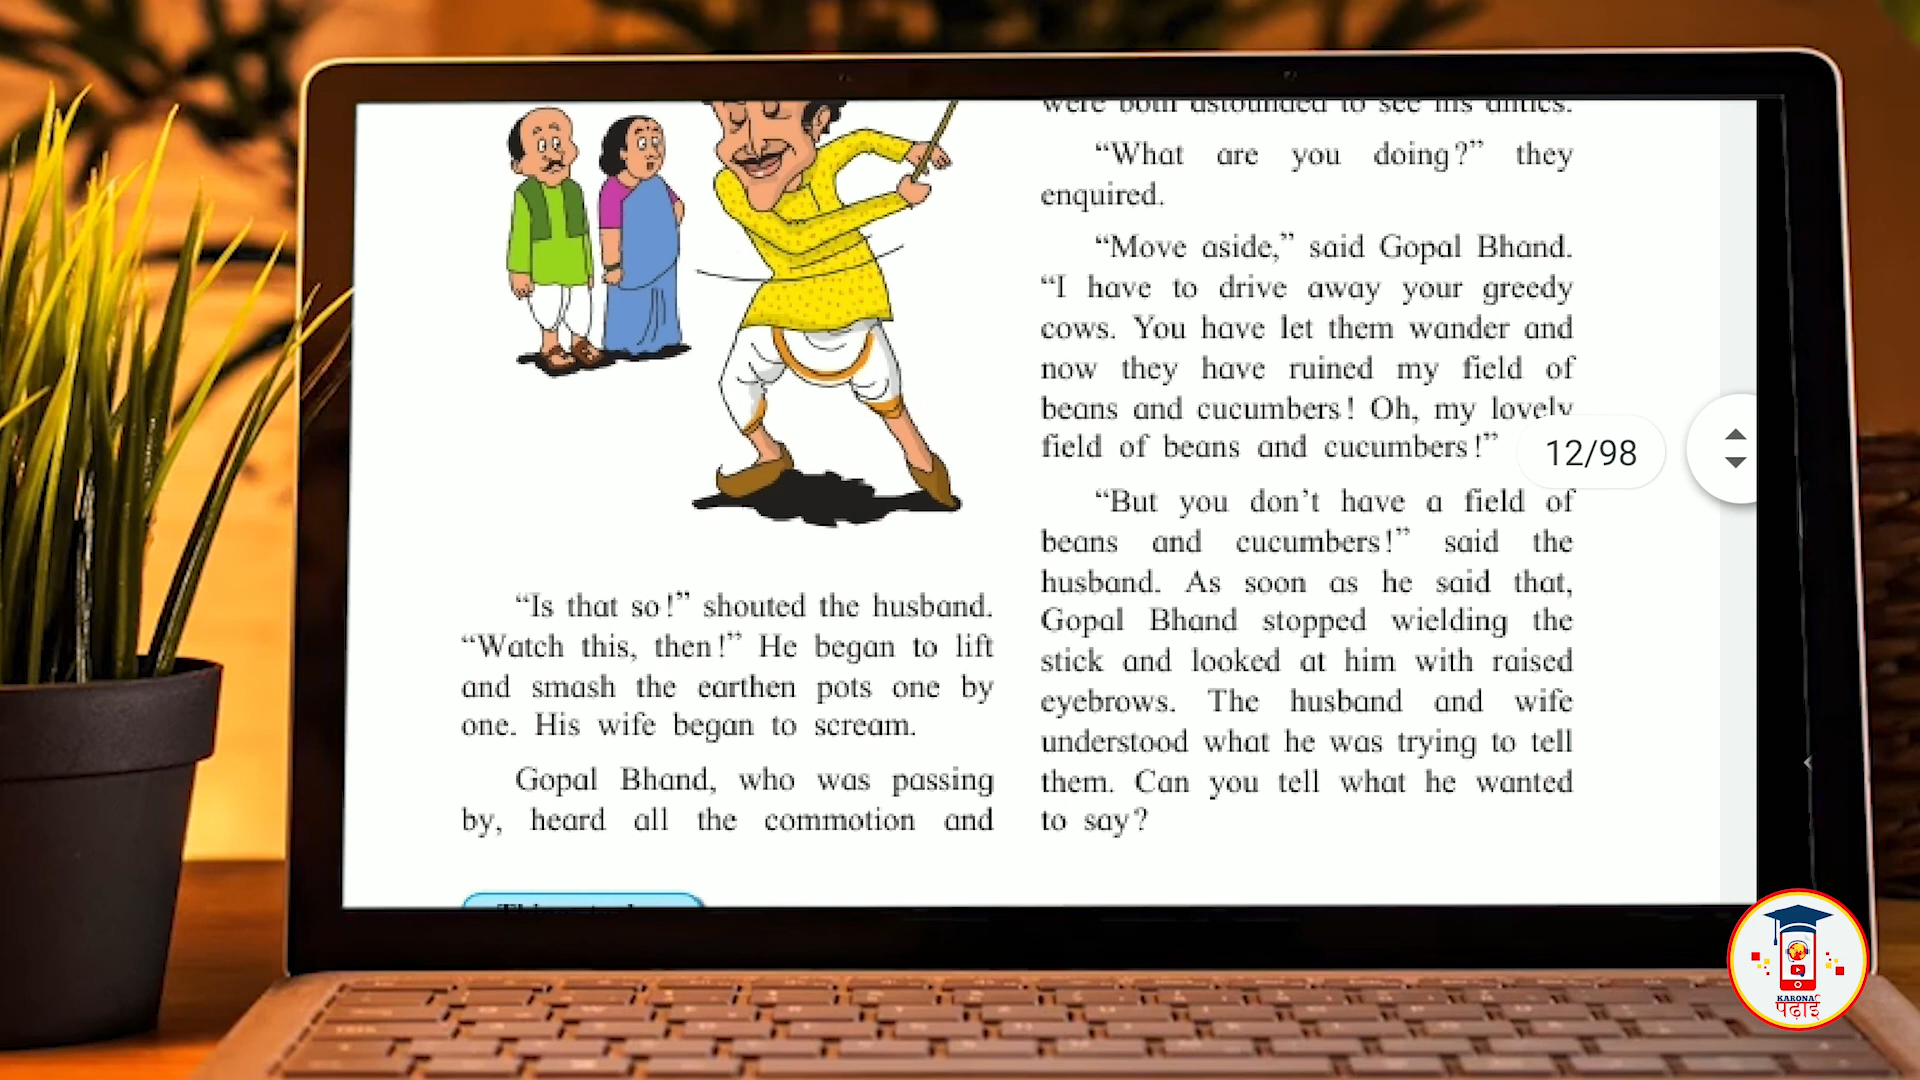 “Is that so!” shouted the husband.
“Watch this, then!” He began to lift
and smash the earthen pots one by
one. His wife began to scream.
Gopal Bhand, who was passing
by, heard all the commotion and
were both astounded to see his antics.
“What are you doing?” they
enquired.
“Move aside,” said Gopal Bhand.
“I have to drive away your greedy
cows. You have let them wander and
now they have ruined my field of
beans and cucumbers! Oh, my lovely
field of beans and cucumbers!”
“But you don’t have a field of
beans and cucumbers!” said the
husband. As soon as he said that,
Gopal Bhand stopped wielding the
stick and looked at him with raised
eyebrows. The husband and wife
understood what he was trying to tell
them. Can you tell what he wanted
to say?
12/98
KARONA
पढ़ाई